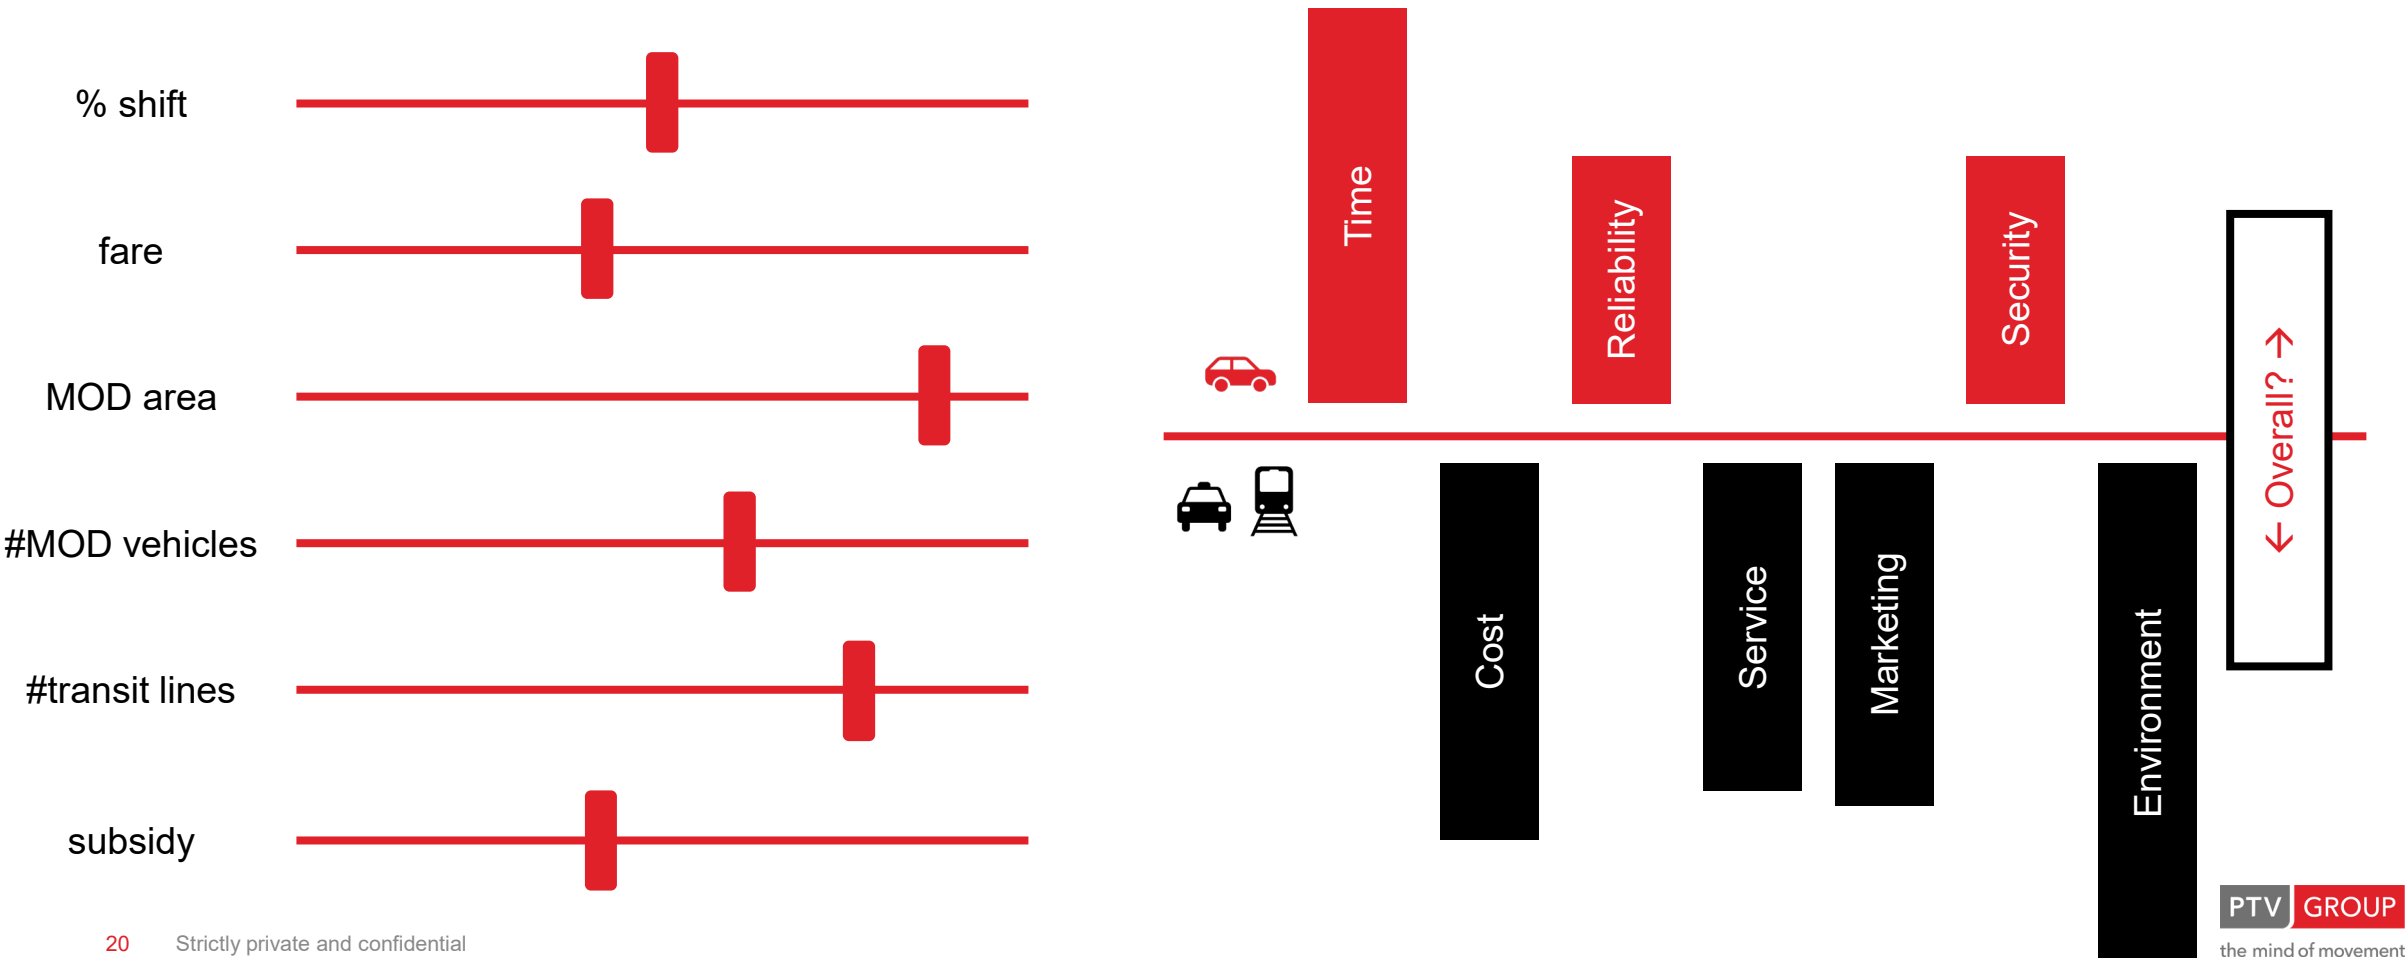 % shift
fare
MOD area
#MOD vehicles
#transit lines
subsidy
Time
Cost
Reliability
Service
Marketing
Security
Environment
← Overall? →
20 Strictly private and confidential
PTV GROUP
the mind of movement